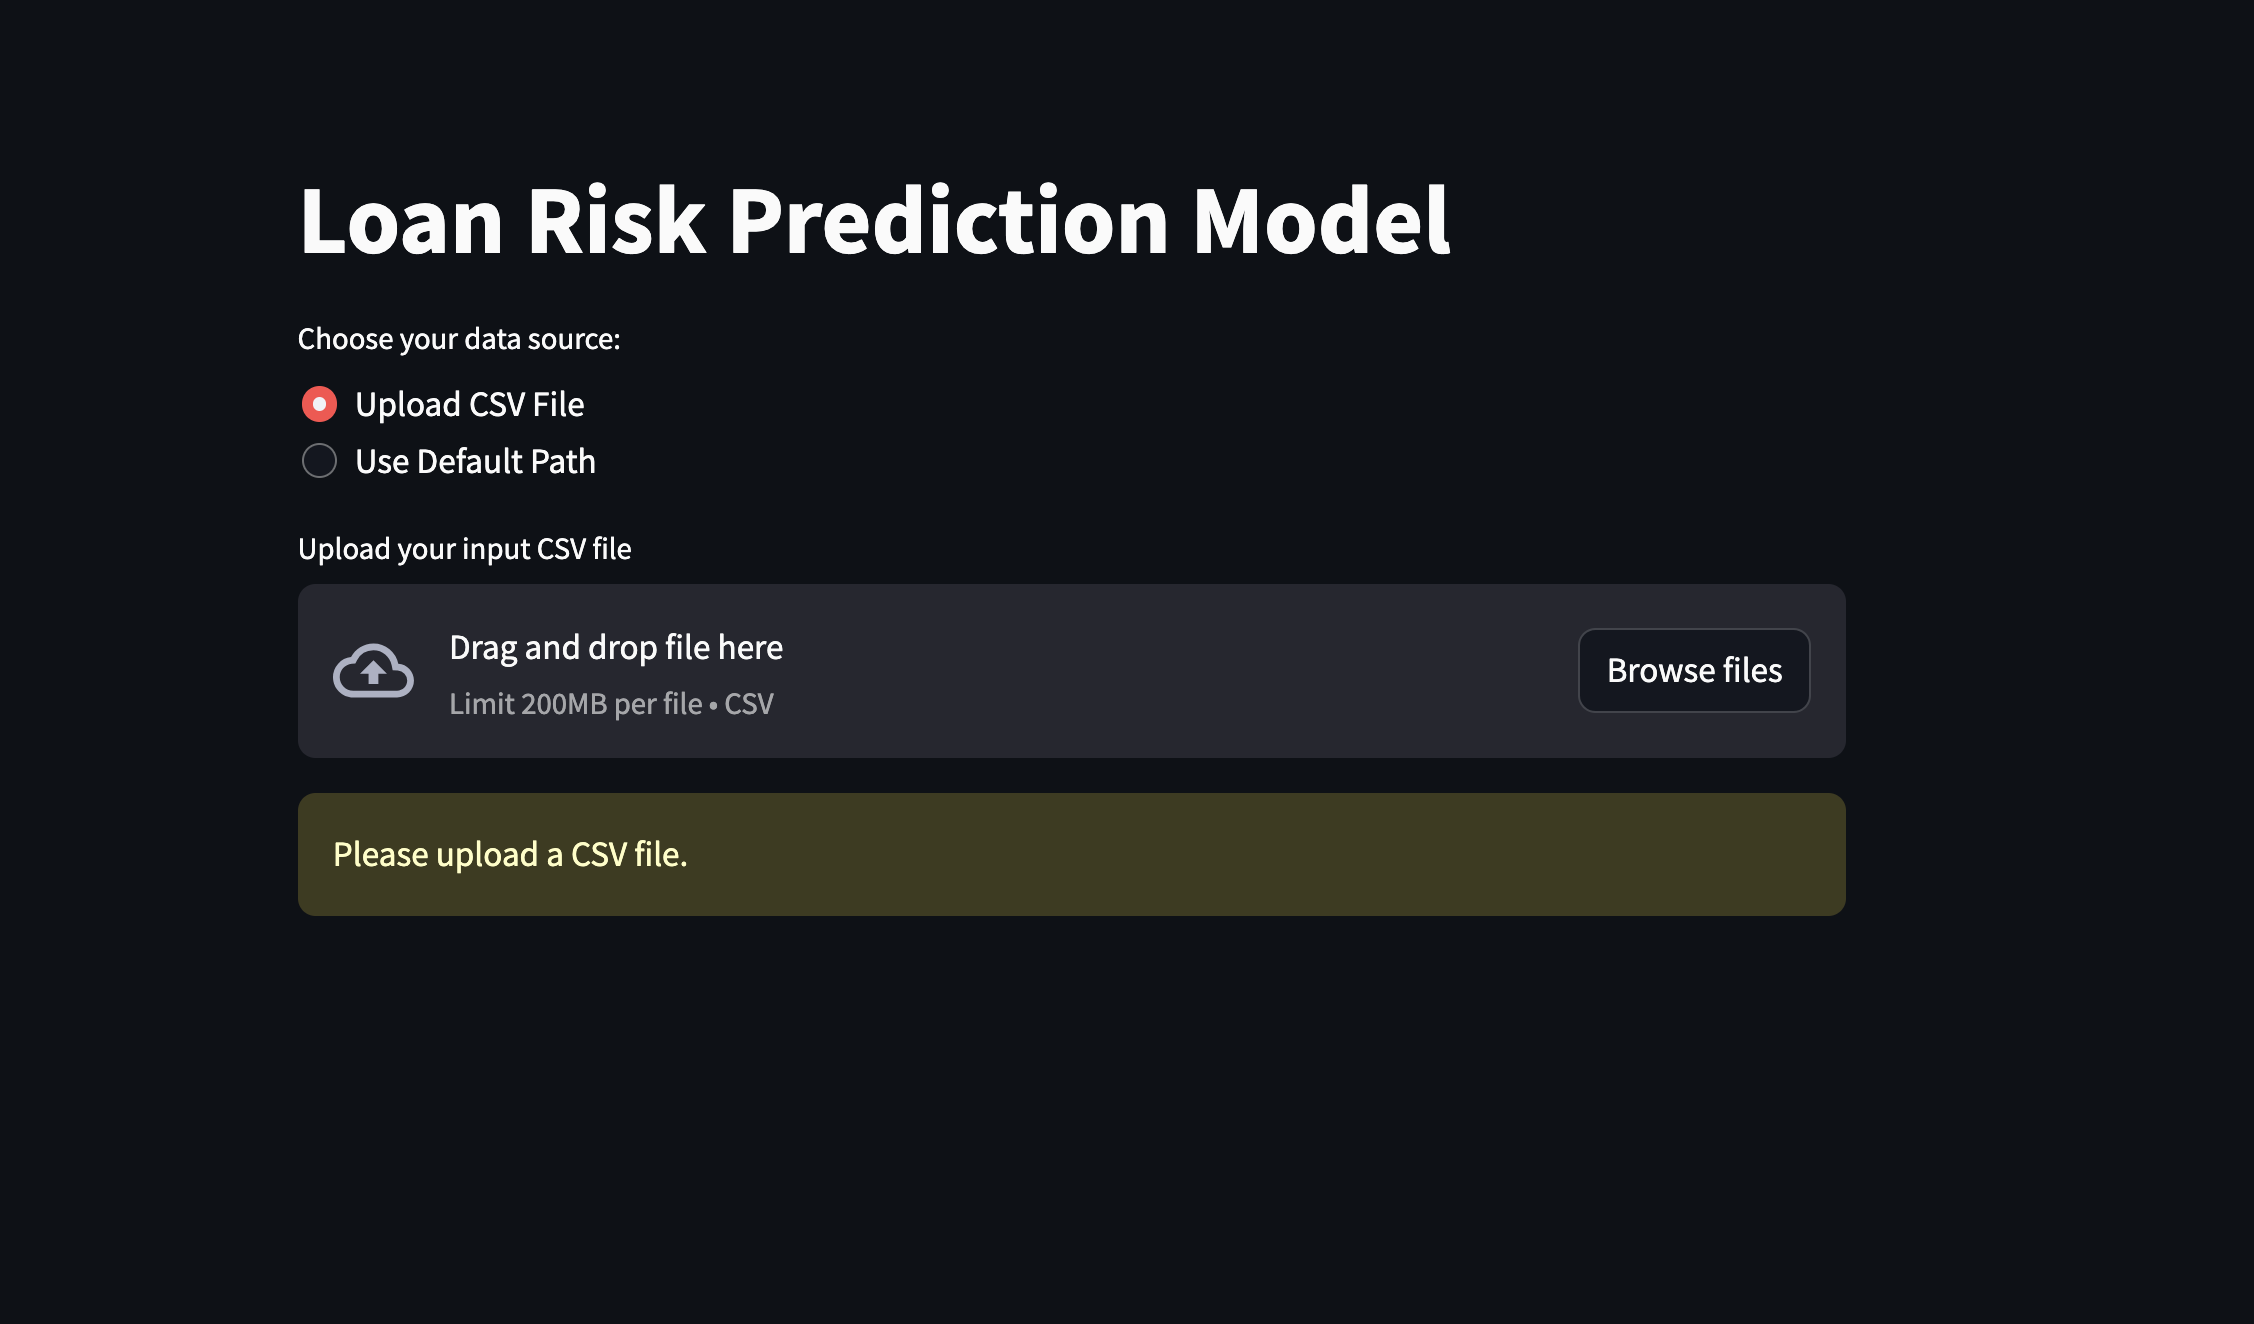 Loan Risk Prediction Model
Choose your data source:
Upload CSV File
Use Default Path
Upload your input CSV file
Drag and drop file here
Limit 200MB per file • CSV
Browse files
Please upload a CSV file.